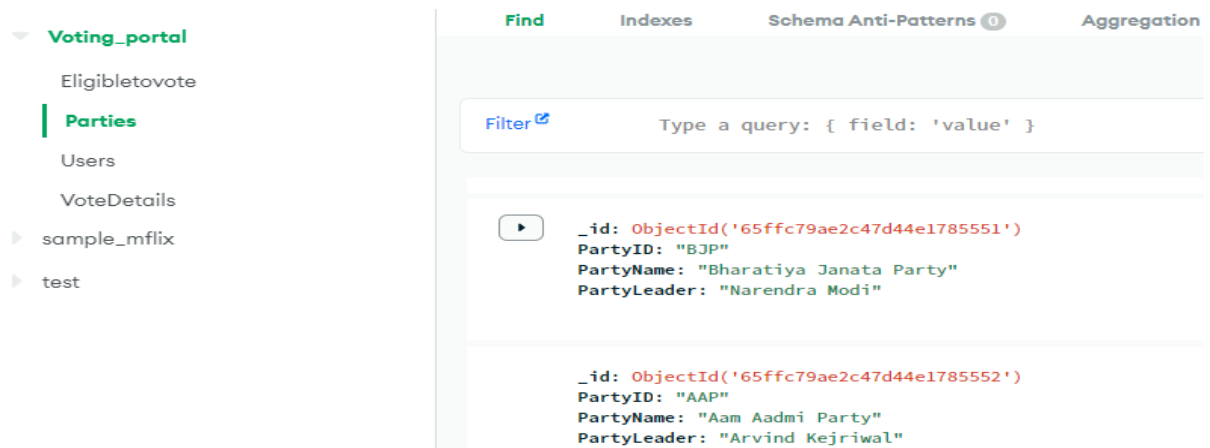 Voting_portal
Eligibletovote
Parties
Users
VoteDetails
sample_mflix
test
Find Indexes Schema Anti-Patterns 0 Aggregation
Filter Type a query: { field: 'value' }
_id: ObjectId('65ffc79ae2c47d44e1785551')
PartyID: "BJP"
PartyName: "Bharatiya Janata Party"
PartyLeader: "Narendra Modi"
_id: ObjectId('65ffc79ae2c47d44e1785552')
PartyID: "AAP"
PartyName: "Aam Aadmi Party"
PartyLeader: "Arvind Kejriwal"